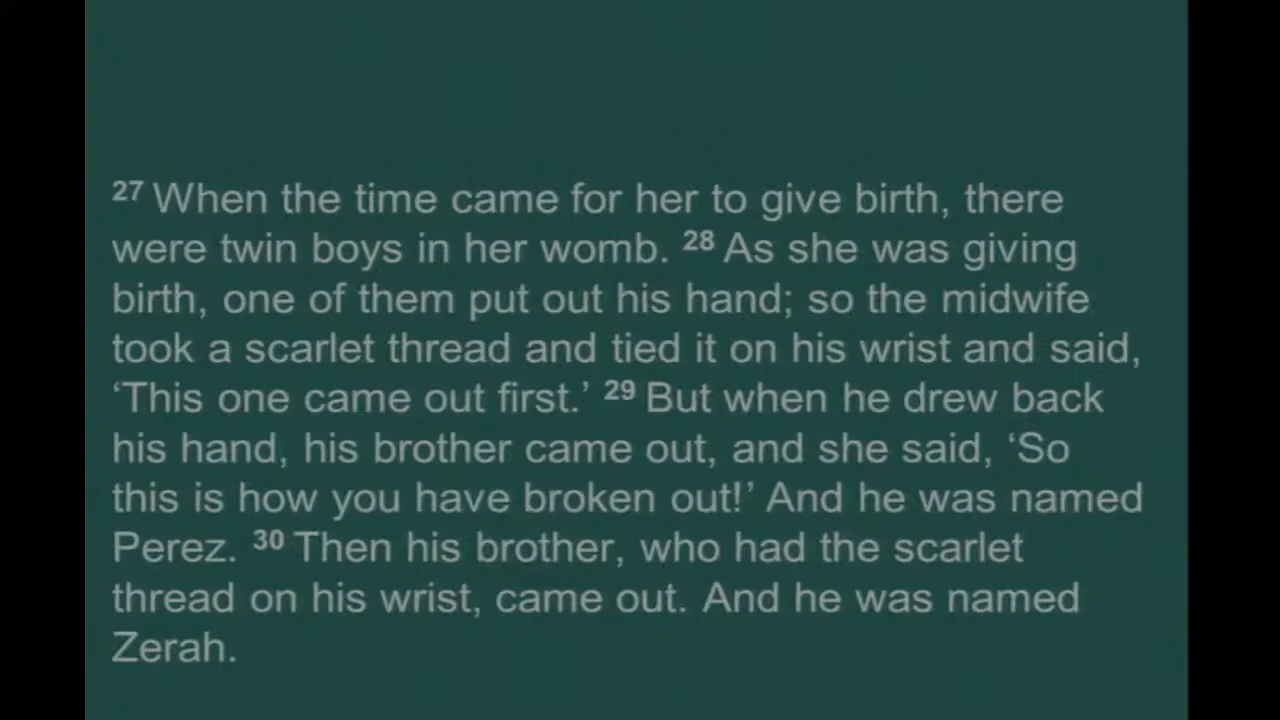 27 When the time came for her to give birth, there
were twin boys in her womb. 28 As she was giving
birth, one of them put out his hand; so the midwife
took a scarlet thread and tied it on his wrist and said,
‘This one came out first.’ 29 But when he drew back
his hand, his brother came out, and she said, ‘So
this is how you have broken out!’ And he was named
Perez. 30 Then his brother, who had the scarlet
thread on his wrist, came out. And he was named
Zerah.